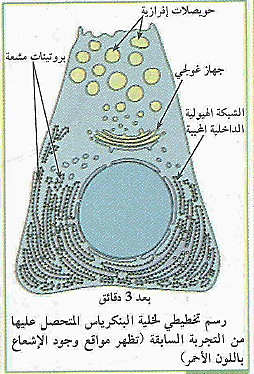 حويصلات إفرازية
جهاز غولجي
بروتينات مشعة
الشبكة الهيولية
الداخلية المحببة
بعد 3 دقائق
رسم تخطيطي لخلية البنكرياس المتحصل عليها
من التجربة السابقة (تظهر مواقع وجود الإشعاع
باللون الأحمر)